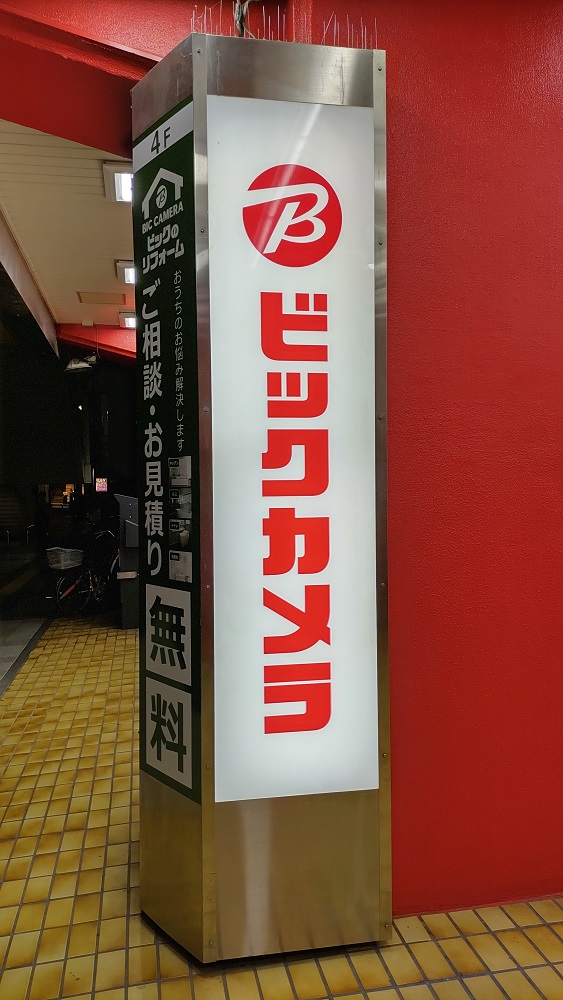 B
ビックカメラ
4F
B
BIC CAMERA
ビックの
リフォーム
おうちのお悩み解決します
ご相談・お見積り
無料